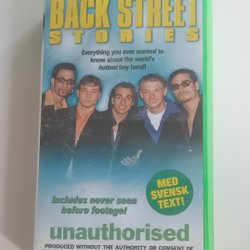 BACK STREET
STORIES
Everything you ever wanted to
know about the world's
hottest boy band!
MED
SVENSK
TEXT!
Includes never seen
before footage!
unauthorised
PRODUCED WITHOUT THE AUTHORITY OR CONSENT OF